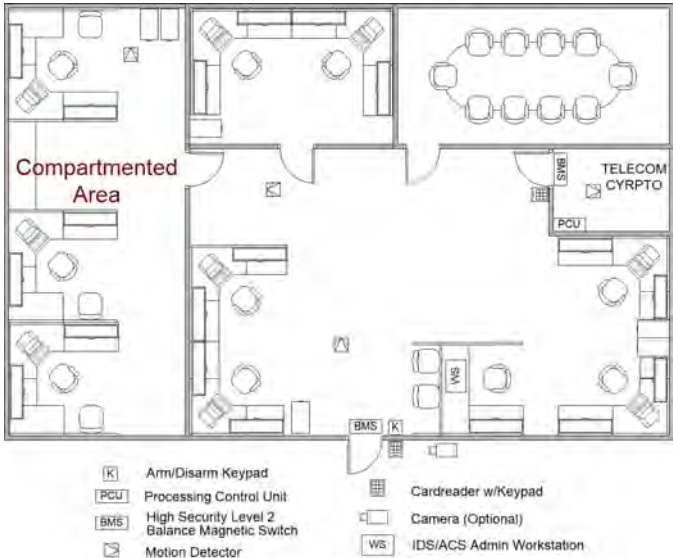 BMS
TELECOM
CYRPTO
Compartmented
Area
PCU
WS
BMS
K
K
Arm/Disarm Keypad
PCU
Processing Control Unit
BMS
High Security Level 2
Balance Magnetic Switch
Motion Detector
Cardreader w/Keypad
Camera (Optional)
WS
IDS/ACS Admin Workstation